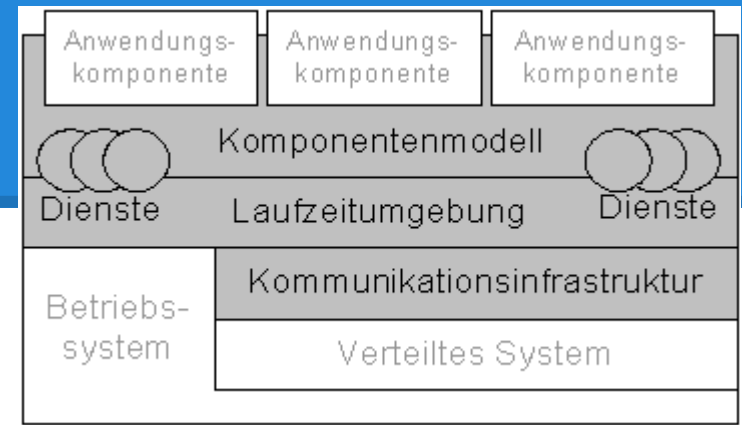 Anwendungs-
komponente
Anwendungs-
komponente
Anwendungs-
komponente
Komponentenmodell
Dienste
Laufzeitumgebung
Dienste
Kommunikationsinfrastruktur
Betriebs-
system
Verteiltes System